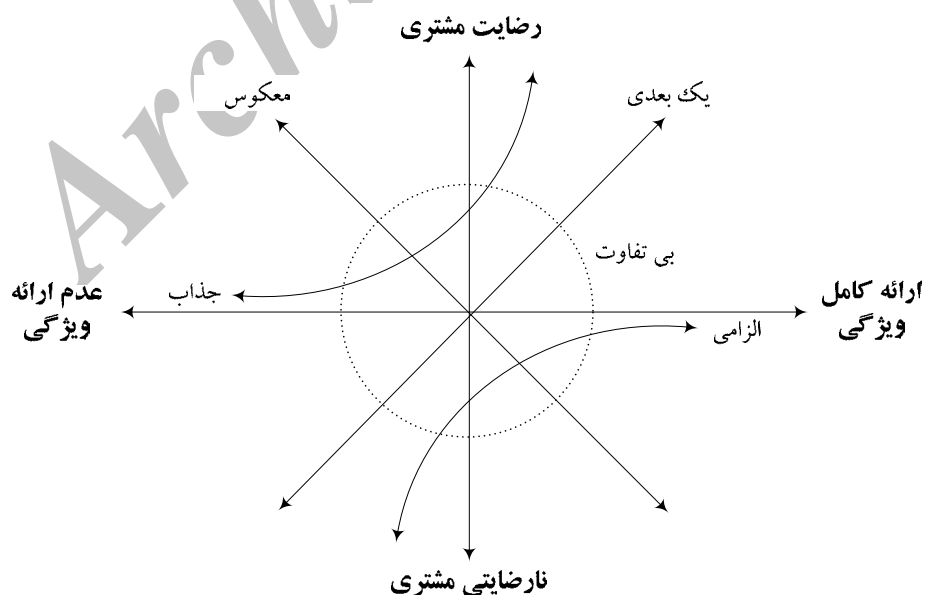 رضایت مشتری
معکوس
یک بعدی
بی تفاوت
جذاب
عدم ارائه
ویژگی
ارائه کامل
ویژگی
الزامی
نارضایتی مشتری